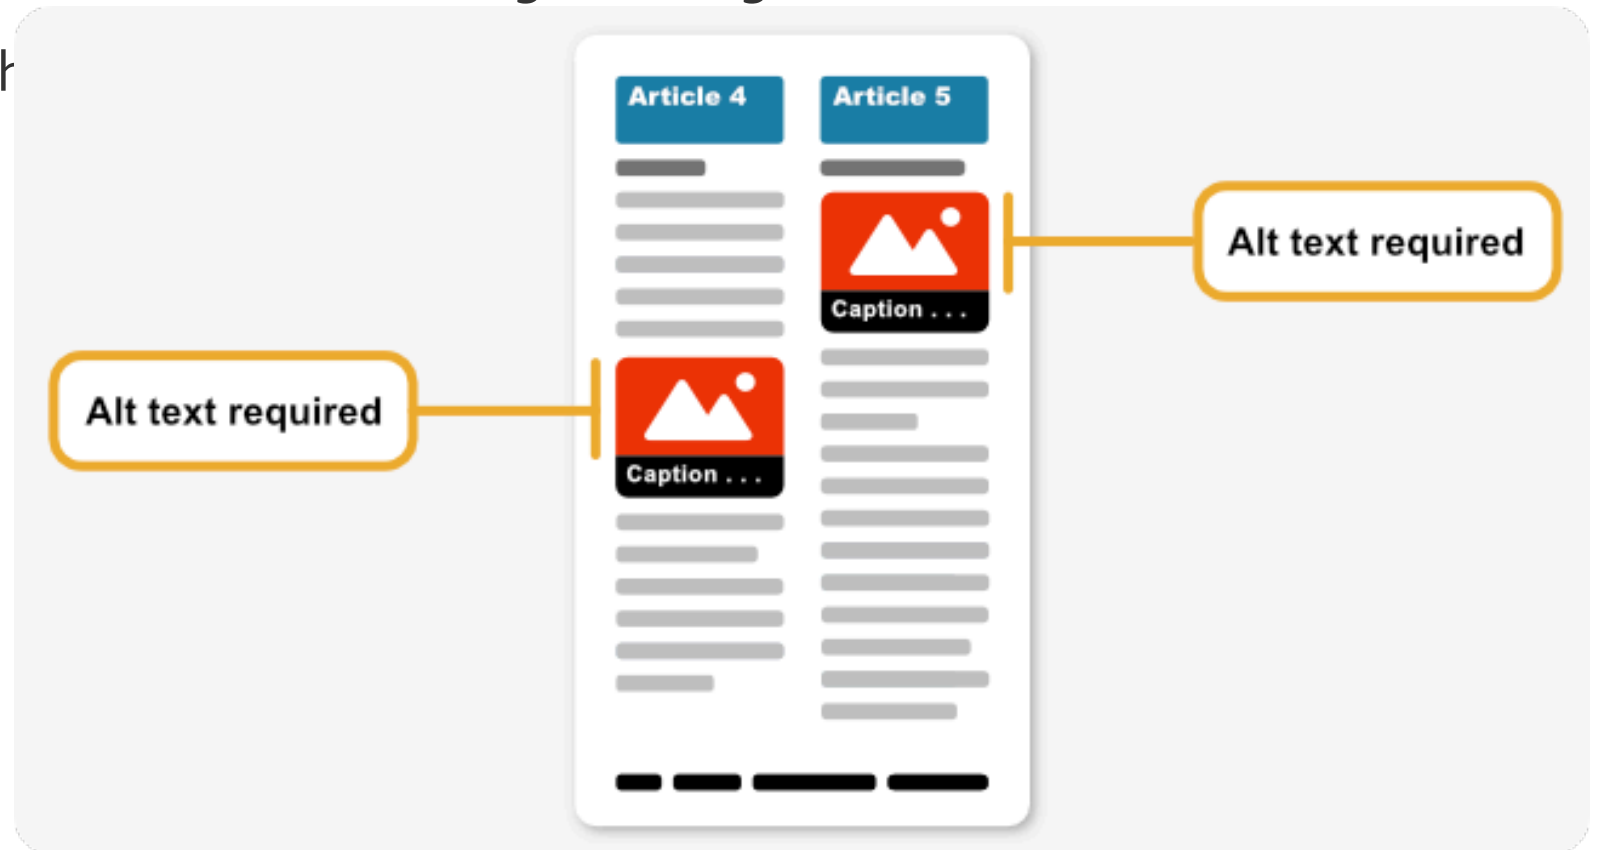 Article 4
Article 5
Alt text required
Caption . . .
Alt text required
Caption . . .